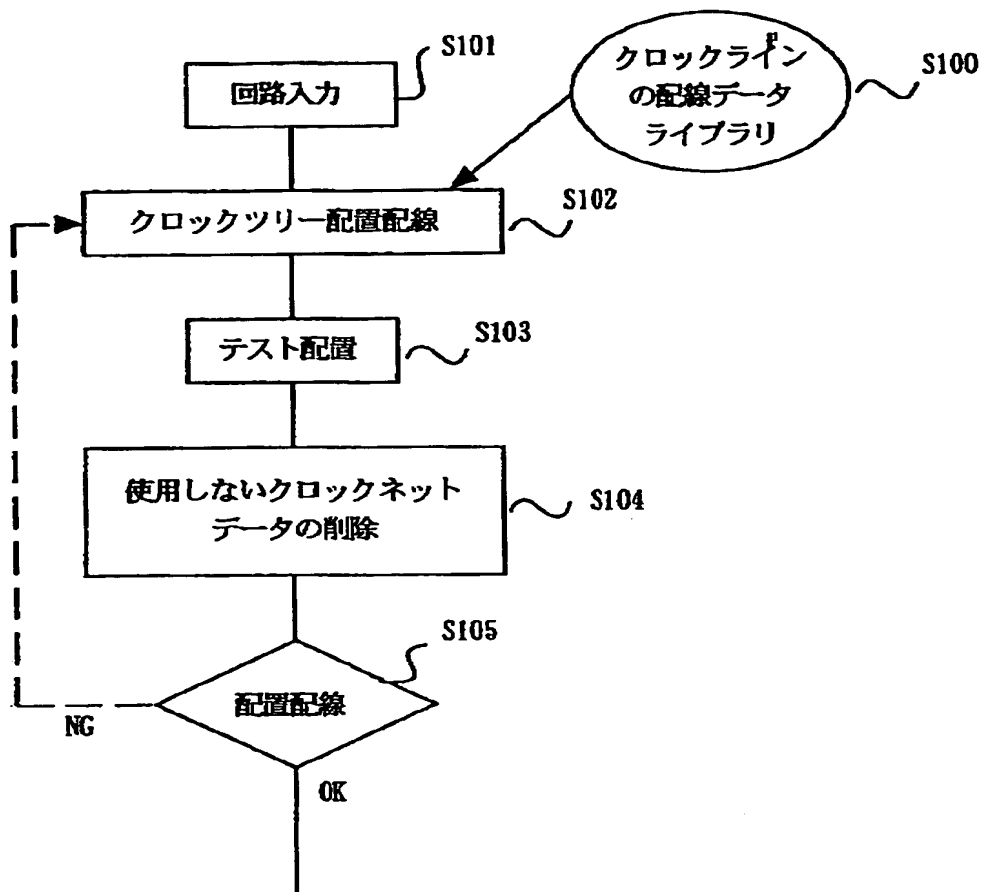 S101
回路入力
クロックライン
の配線データ
ライブラリ
S100
クロックツリー配置配線
S102
テスト配置
S103
使用しないクロックネット
データの削除
S104
S105
配置配線
NG
OK